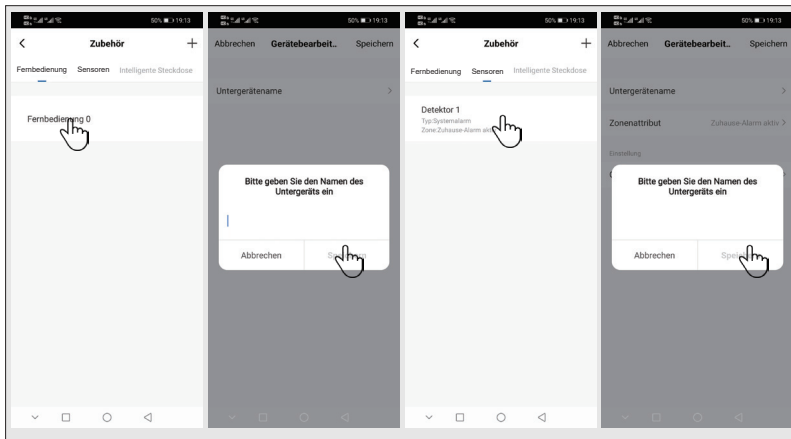 50% 19:13
Zubehör
Fernbedienung Sensoren Intelligente Steckdose
Fernbedienung 0
50% 19:13
Abbrechen Gerätebearbeit.. Speichern
Untergerätename
Bitte geben Sie den Namen des
Untergeräts ein
Abbrechen
50% 19:13
Zubehör
Fernbedienung Sensoren Intelligente Steckdose
Detektor 1
Typ:Systemalarm
Zone:Zuhause-Alarm
50% 19:13
Abbrechen Gerätebearbeit.. Speichern
Untergerätename
Zonenattribut Zuhause-Alarm aktiv
Einstellung
Bitte geben Sie den Namen des
Untergeräts ein
Abbrechen